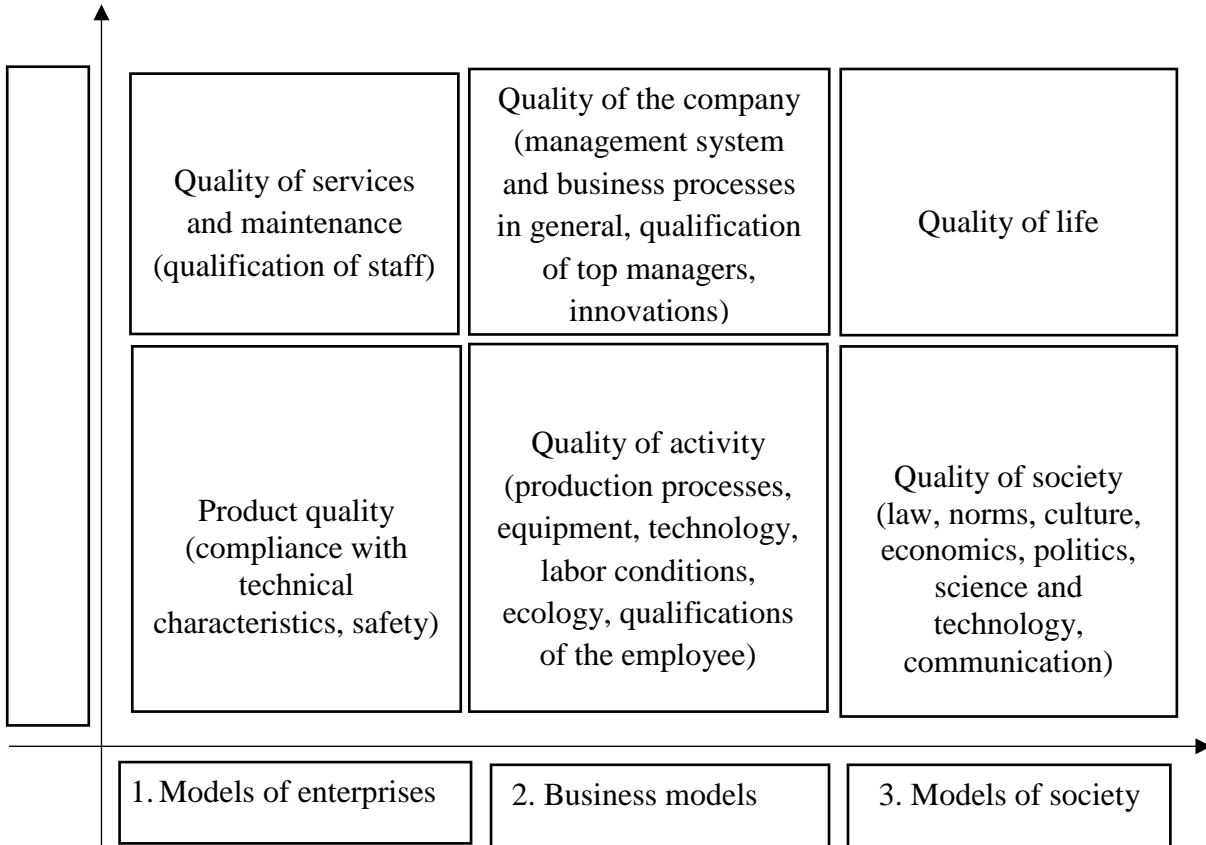 Quality of services
and maintenance
(qualification of staff)
Quality of the company
(management system
and business processes
in general, qualification
of top managers,
innovations)
Quality of life
Product quality
(compliance with
technical
characteristics, safety)
Quality of activity
(production processes,
equipment, technology,
labor conditions,
ecology, qualifications
of the employee)
Quality of society
(law, norms, culture,
economics, politics,
science and
technology,
communication)
1. Models of enterprises
2. Business models
3. Models of society